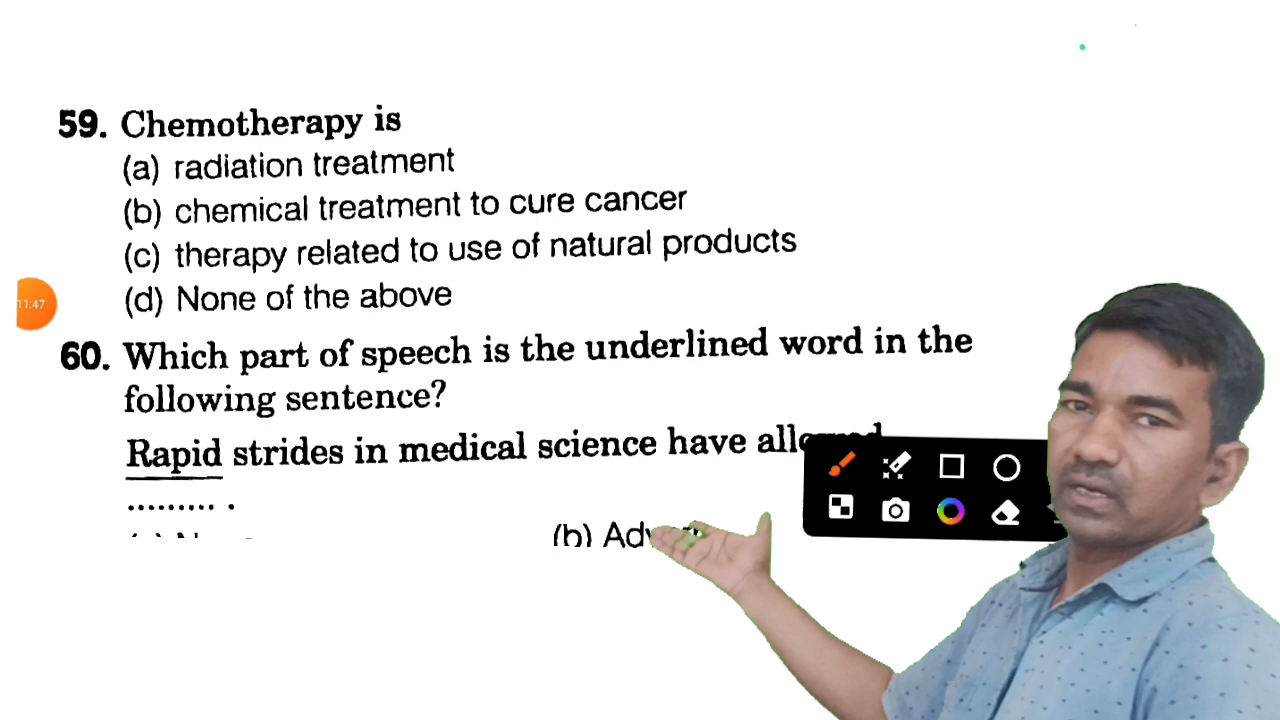 59. Chemotherapy is
(a) radiation treatment
(b) chemical treatment to cure cancer
(c) therapy related to use of natural products
(d) None of the above
11:47
60. Which part of speech is the underlined word in the
following sentence?
Rapid strides in medical science have
......... .
(b)